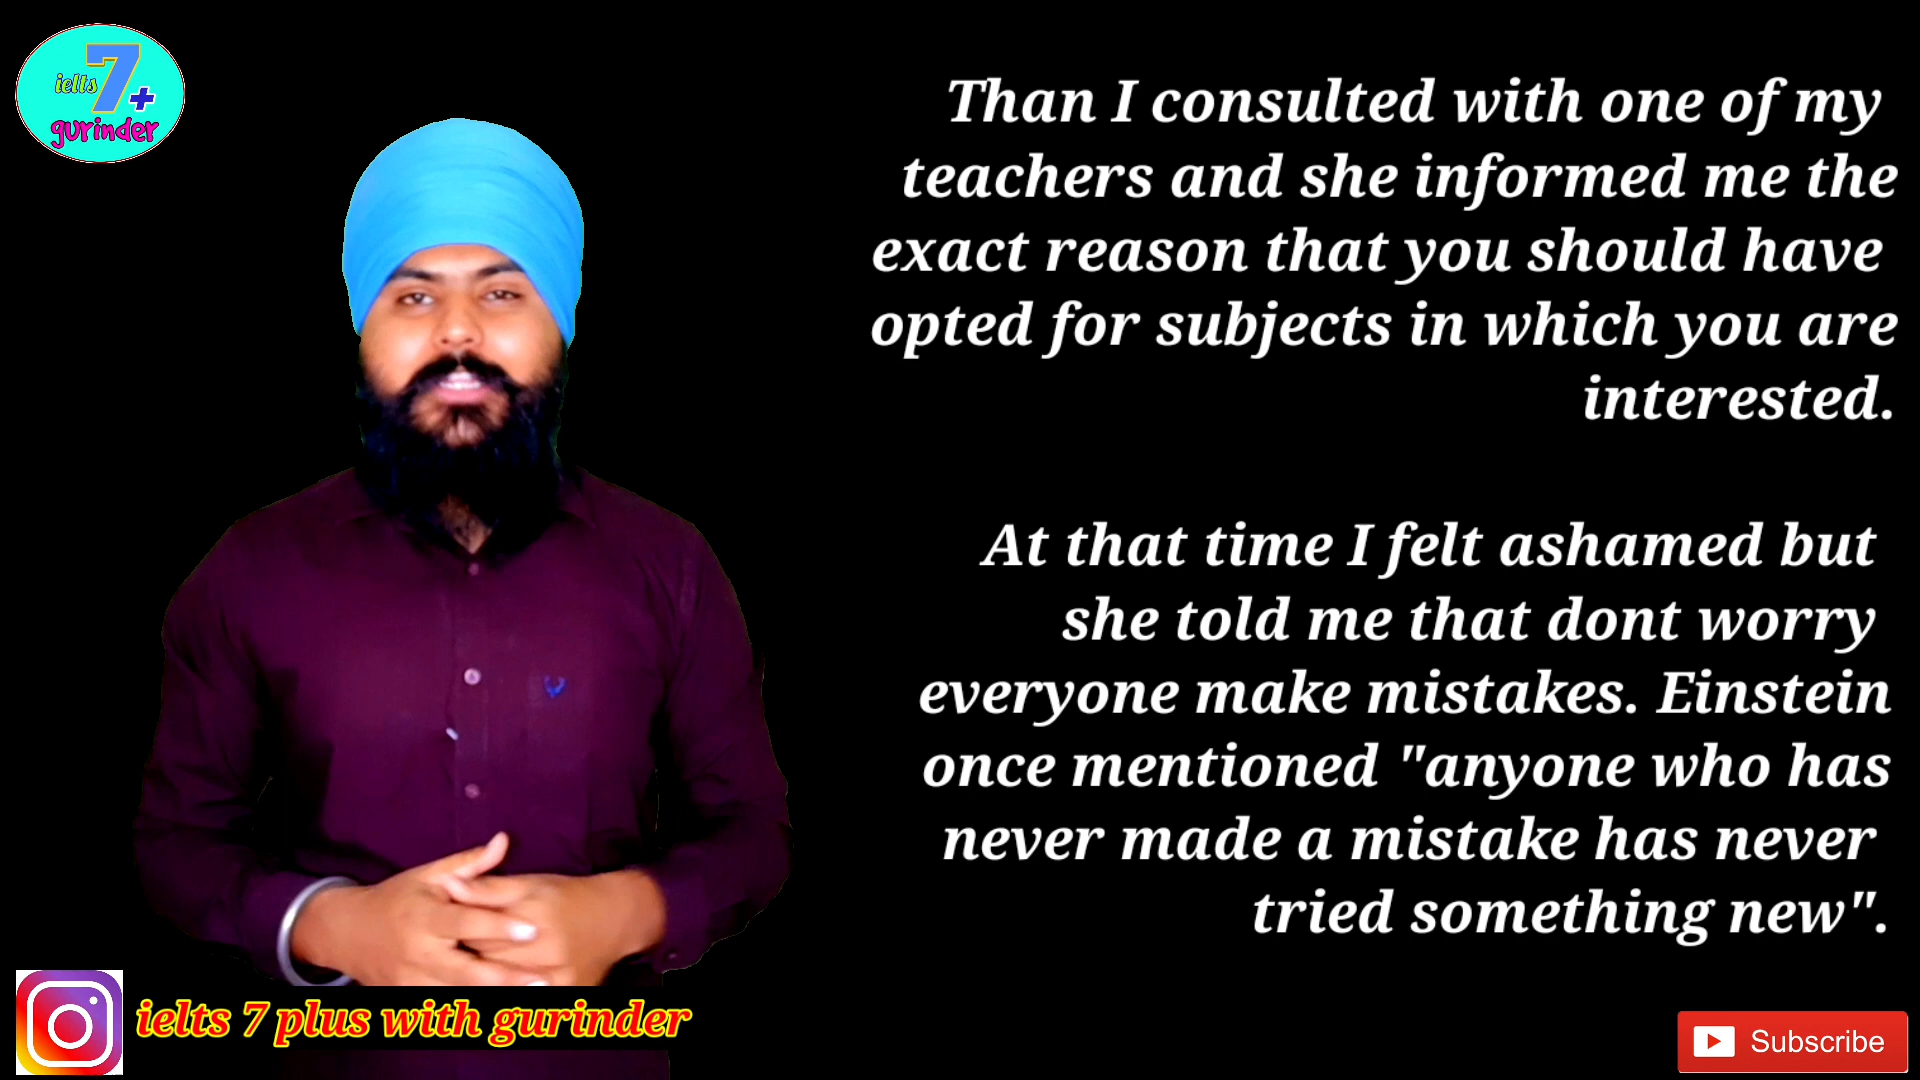 ielts 7+
gurinder
Than I consulted with one of my
teachers and she informed me the
exact reason that you should have
opted for subjects in which you are
interested.
At that time I felt ashamed but
she told me that dont worry
everyone make mistakes. Einstein
once mentioned "anyone who has
never made a mistake has never
tried something new".
ielts 7 plus with gurinder
Subscribe